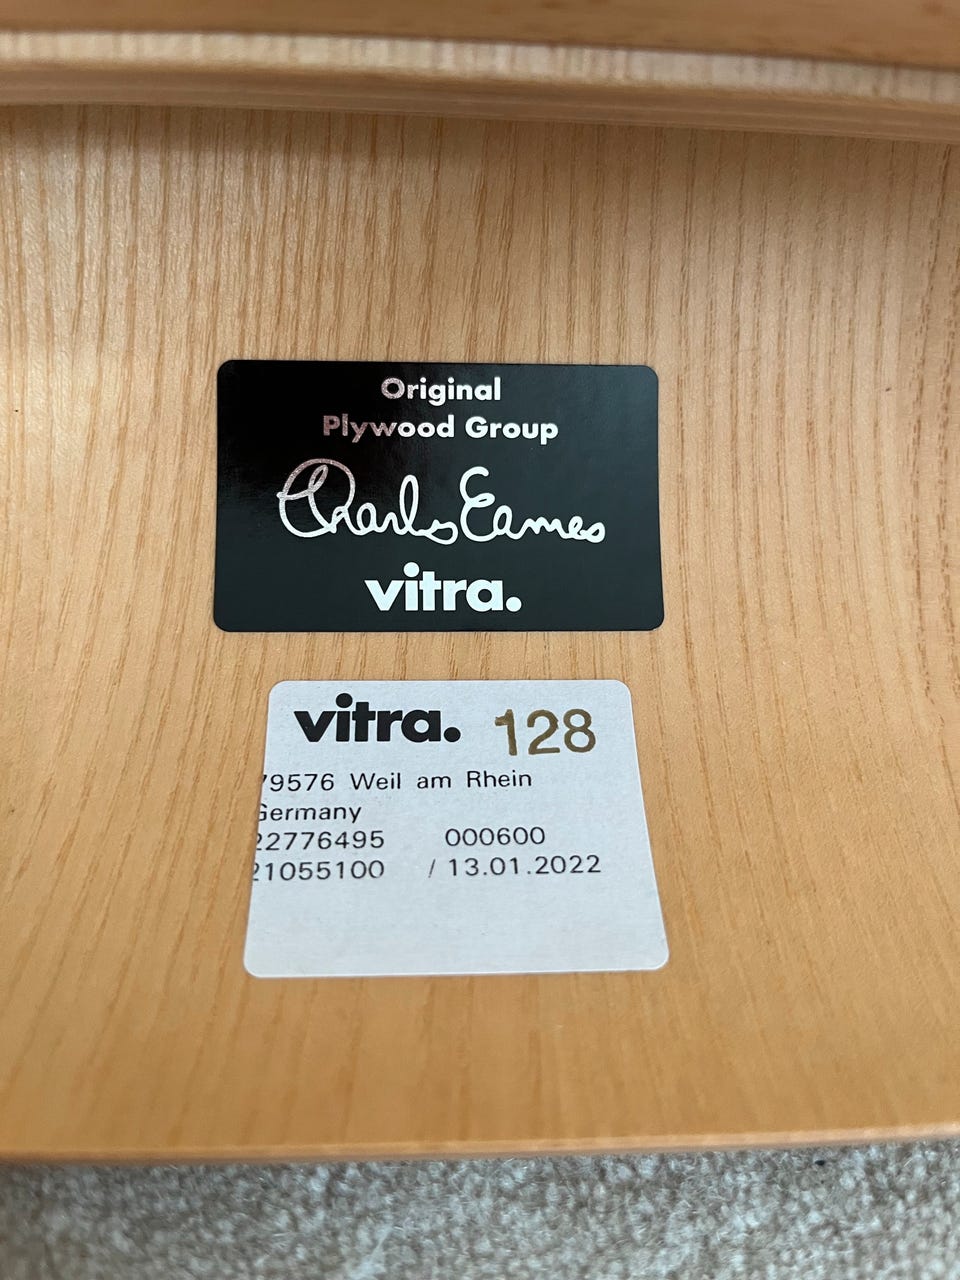 Original
Plywood Group
Charles Eames
vitra.
vitra. 128
79576 Weil am Rhein
Germany
22776495 000600
21055100 / 13.01.2022